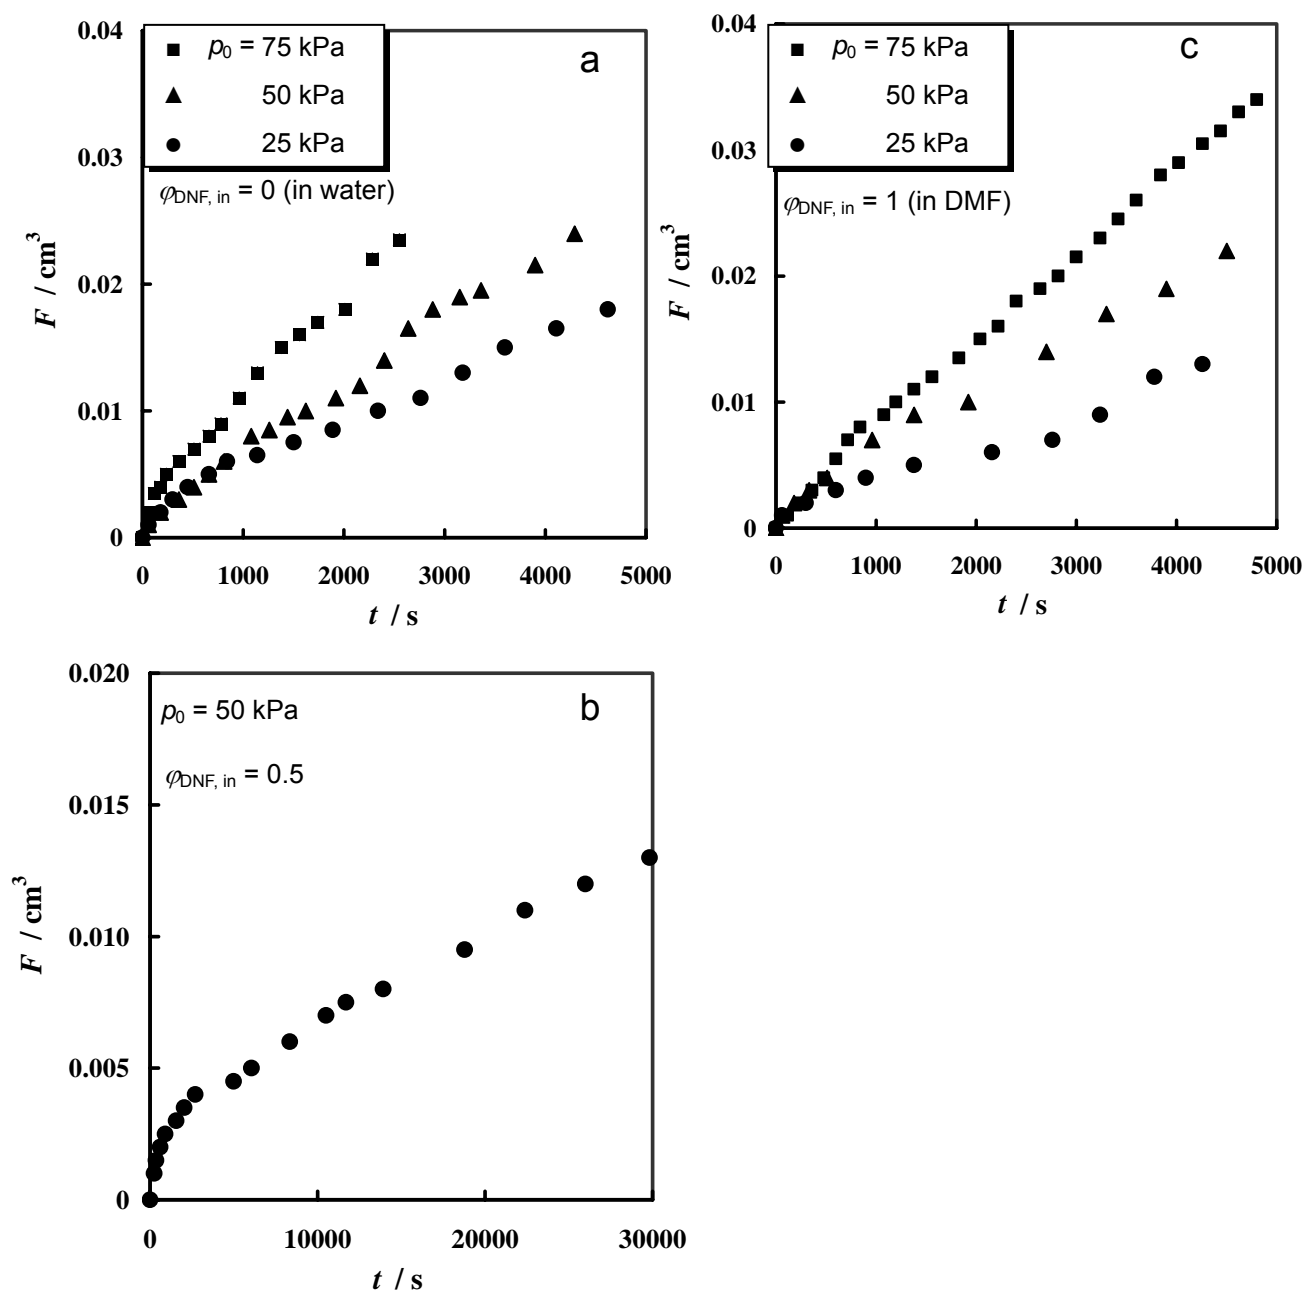 0.04
p0 = 75 kPa
50 kPa
25 kPa
a
0.03
φDNF, in = 0 (in water)
0.02
0.01
0
F / cm3
0 1000 2000 3000 4000 5000
t / s
0.04
p0 = 75 kPa
50 kPa
25 kPa
c
0.03
φDNF, in = 1 (in DMF)
0.02
0.01
0
F / cm3
0 1000 2000 3000 4000 5000
t / s
0.020
p0 = 50 kPa
b
φDNF, in = 0.5
0.015
0.010
0.005
0
F / cm3
0 10000 20000 30000
t / s